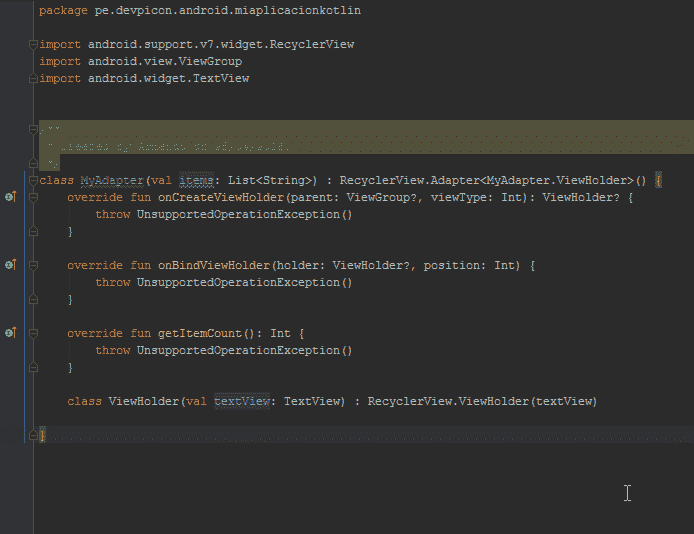 package pe.devpicon.android.miaplicacionkotlin
import android.support.v7.widget.RecyclerView
import android.view.ViewGroup
import android.widget.TextView
class MyAdapter(val items: List<String>) : RecyclerView.Adapter<MyAdapter.ViewHolder>() {
override fun onCreateViewHolder(parent: ViewGroup?, viewType: Int): ViewHolder? {
throw UnsupportedOperationException()
}
override fun onBindViewHolder(holder: ViewHolder?, position: Int) {
throw UnsupportedOperationException()
}
override fun getItemCount(): Int {
throw UnsupportedOperationException()
}
class ViewHolder(val textView: TextView) : RecyclerView.ViewHolder(textView)
}